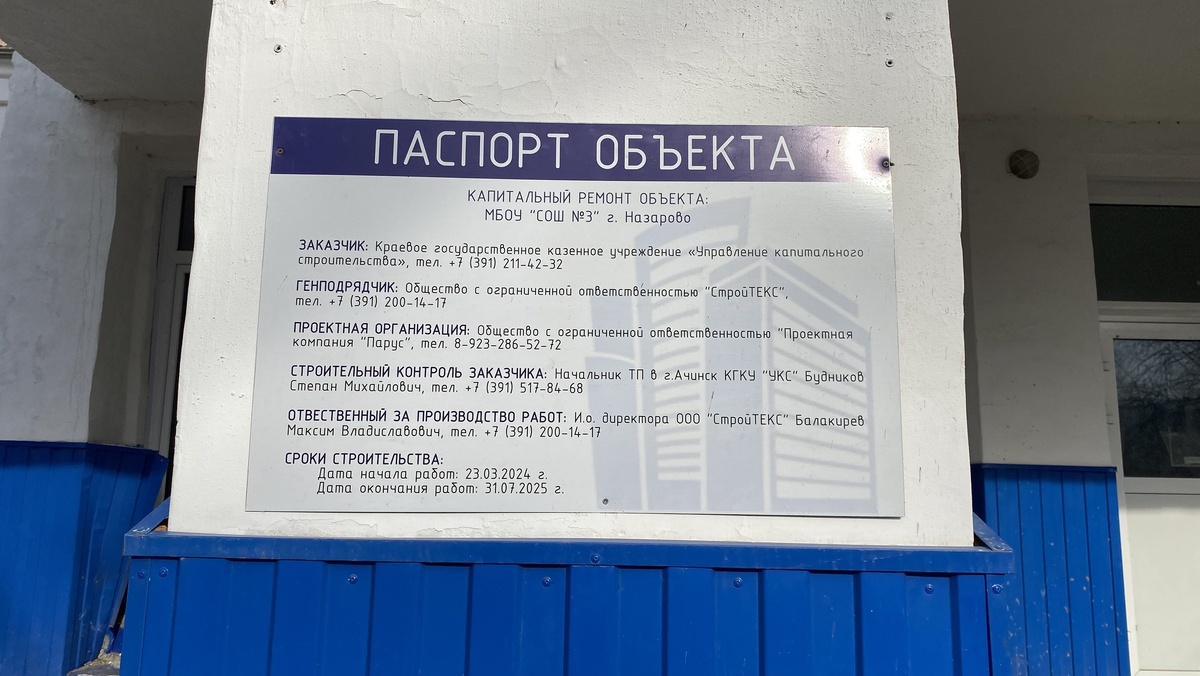 ПАСПОРТ ОБЪЕКТА
КАПИТАЛЬНЫЙ РЕМОНТ ОБЪЕКТА:
МБОУ "СОШ №3" г. Назарово
ЗАКАЗЧИК: Краевое государственное казенное учреждение «Управление капитального
строительства», тел. +7 (391) 211-42-32
ГЕНПОДРЯДЧИК: Общество с ограниченной ответственностью "СтройТЕКС",
тел. +7 (391) 200-14-17
ПРОЕКТНАЯ ОРГАНИЗАЦИЯ: Общество с ограниченной ответственностью "Проектная
компания "Парус", тел. 8-923-286-52-72
СТРОИТЕЛЬНЫЙ КОНТРОЛЬ ЗАКАЗЧИКА: Начальник ТП в г.Ачинск КГКУ "УКС" Будников
Степан Михайлович, тел. +7 (391) 517-84-68
ОТВЕСТВЕННЫЙ ЗА ПРОИЗВОДСТВО РАБОТ: И.о. директора ООО "СтройТЕКС" Балакирев
Максим Владиславович, тел. +7 (391) 200-14-17
СРОКИ СТРОИТЕЛЬСТВА:
Дата начала работ: 23.03.2024 г.
Дата окончания работ: 31.07.2025 г.